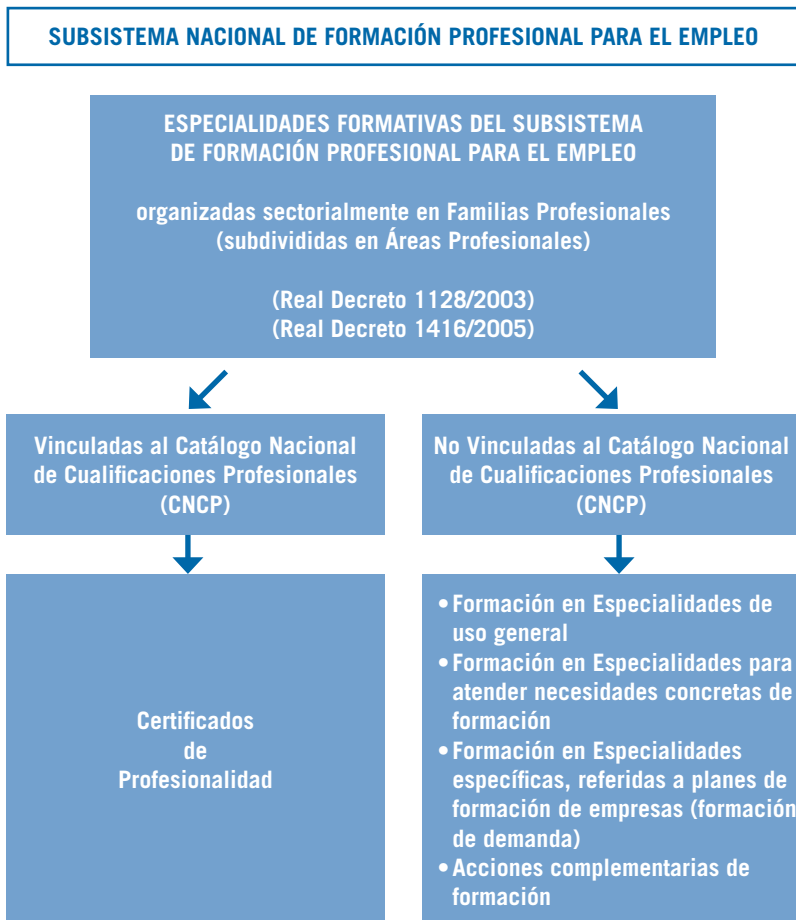 SUBSISTEMA NACIONAL DE FORMACIÓN PROFESIONAL PARA EL EMPLEO
ESPECIALIDADES FORMATIVAS DEL SUBSISTEMA
DE FORMACIÓN PROFESIONAL PARA EL EMPLEO
organizadas sectorialmente en Familias Profesionales
(subdivididas en Áreas Profesionales)
(Real Decreto 1128/2003)
(Real Decreto 1416/2005)
Vinculadas al Catálogo Nacional
de Cualificaciones Profesionales
(CNCP)
No Vinculadas al Catálogo Nacional
de Cualificaciones Profesionales
(CNCP)
Certificados
de
Profesionalidad
• Formación en Especialidades de
uso general
• Formación en Especialidades para
atender necesidades concretas de
formación
• Formación en Especialidades
específicas, referidas a planes de
formación de empresas (formación
de demanda)
• Acciones complementarias de
formación